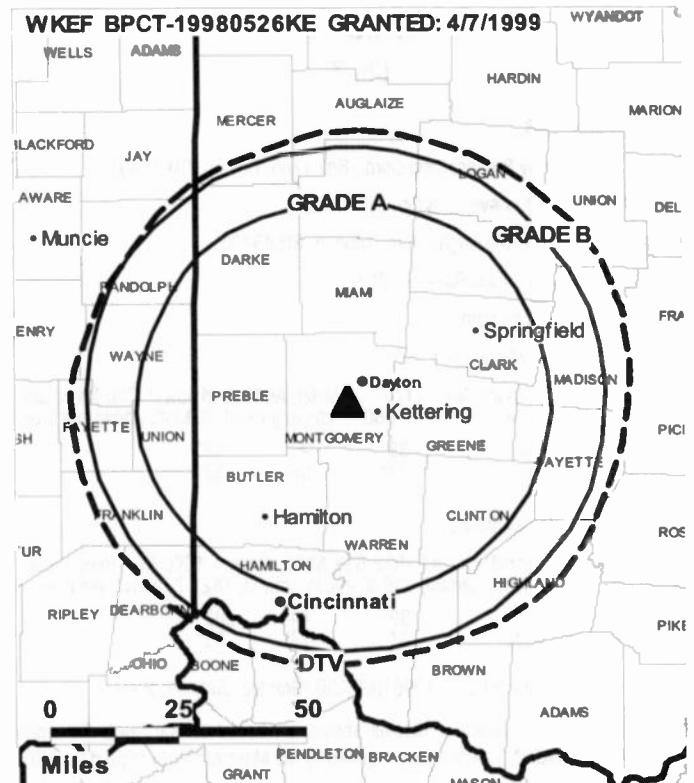 WKEF BPCT-19980526KE GRANTED: 4/7/1999
WYANDOT
WELLS
ADAMS
HARDIN
AUGLAIZE
MARION
MERCER
BLACKFORD
JAY
LOGAN
AWARE
GRADE A
UNION
DEL
Muncie
GRADE B
DARKE
RANDOLPH
MIAMI
FRA
ENRY
Springfield
WAYNE
CLARK
Dayton
MADISON
PREBLE
Kettering
FAYETTE
UNION
MONTGOMERY
GREENE
PICI
SH
FAYETTE
BUTLER
FRANKLIN
Hamilton
CLINTON
ROS
TUR
WARREN
HAMILTON
HIGHLAND
Cincinnati
RIPLEY
DEARBORN
PIKE
OHIO
BOONE
DTV
BROWN
0 25 50
ADAMS
Miles
PENDLETON
BRACKEN
GRANT
MASON